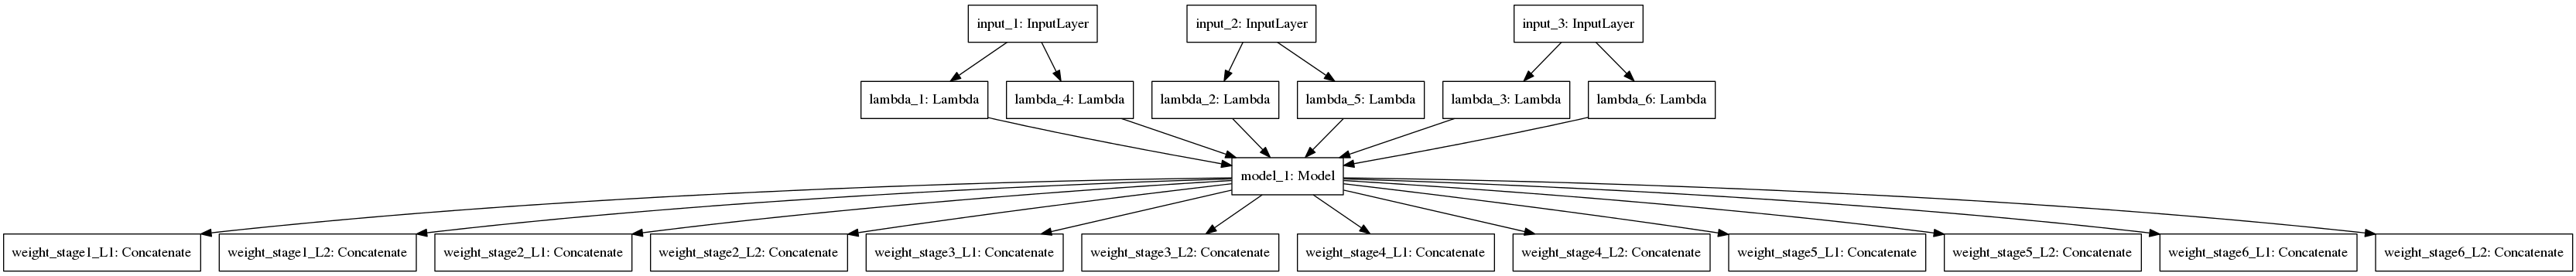 input_1: InputLayer
input_2: InputLayer
input_3: InputLayer
lambda_1: Lambda
lambda_4: Lambda
lambda_2: Lambda
lambda_5: Lambda
lambda_3: Lambda
lambda_6: Lambda
model_1: Model
weight_stage1_L1: Concatenate
weight_stage1_L2: Concatenate
weight_stage2_L1: Concatenate
weight_stage2_L2: Concatenate
weight_stage3_L1: Concatenate
weight_stage3_L2: Concatenate
weight_stage4_L1: Concatenate
weight_stage4_L2: Concatenate
weight_stage5_L1: Concatenate
weight_stage5_L2: Concatenate
weight_stage6_L1: Concatenate
weight_stage6_L2: Concatenate